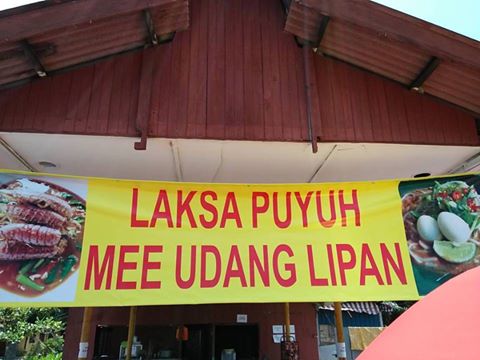 LAKSA PUYUH
MEE UDANG LIPAN